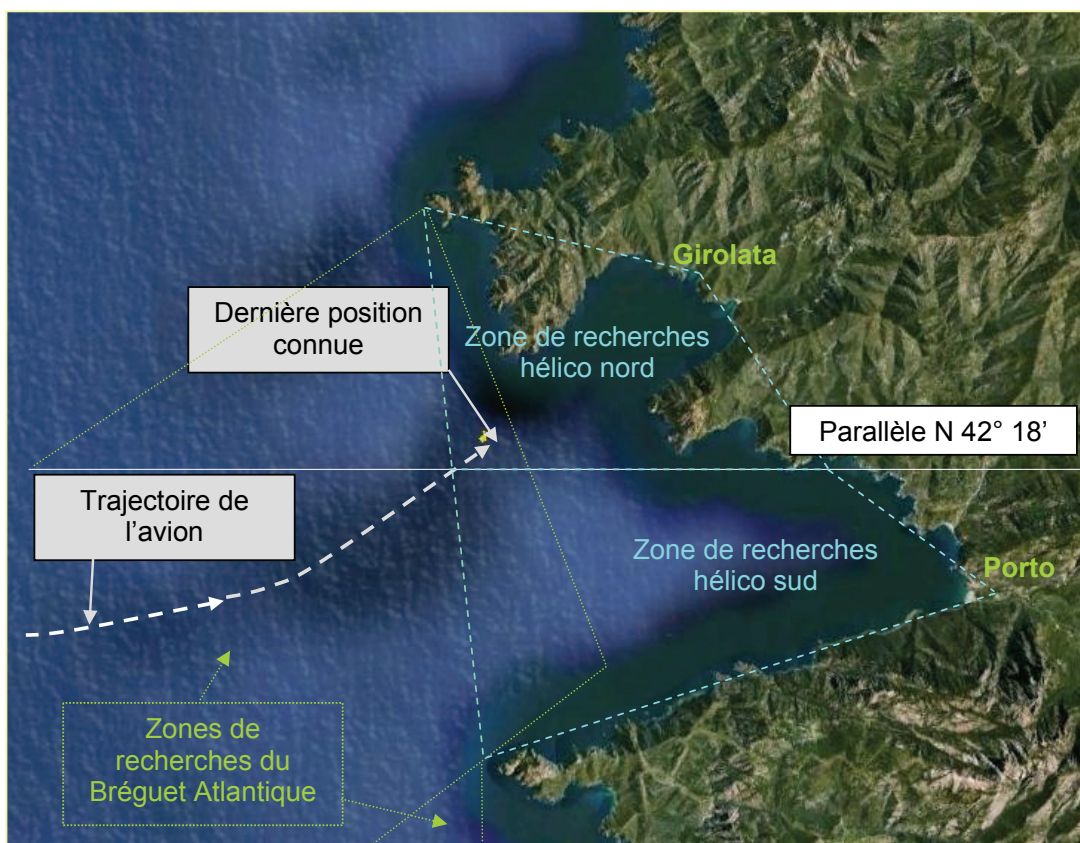 Girolata
Dernière position
connue
Zone de recherches
hélico nord
Parallèle N 42° 18’
Trajectoire de
l’avion
Zone de recherches
hélico sud
Porto
Zones de
recherches du
Bréguet Atlantique